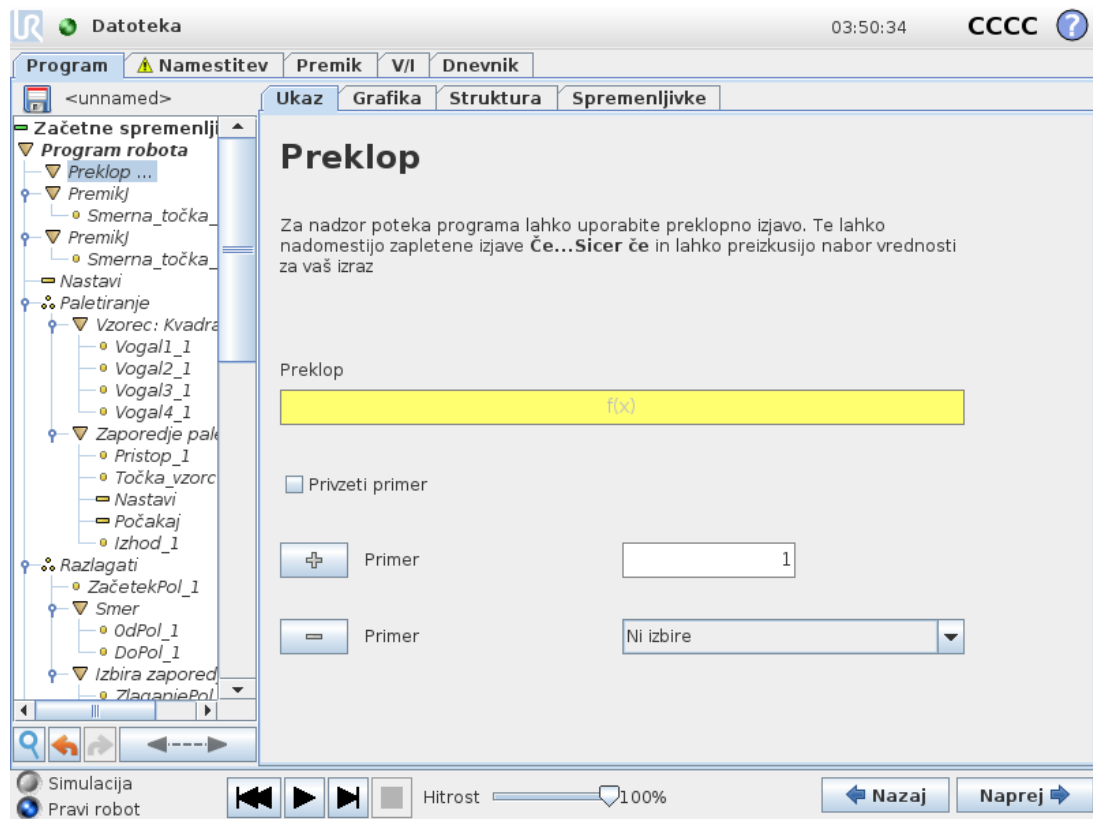 UR Datoteka 03:50:34 CCCC ?
Program Namestitev Premik V/I Dnevnik
<unnamed>
Ukaz Grafika Struktura Spremenljivke
Začetne spremenlji
Program robota
Preklop ...
PremikJ
Smerna_točka_
PremikJ
Smerna_točka_
Nastavi
Paletiranje
Vzorec: Kvadra
Vogal1_1
Vogal2_1
Vogal3_1
Vogal4_1
Zaporedje pale
Pristop_1
Točka_vzorc
Nastavi
Počakaj
Izhod_1
Razlagati
ZačetekPol_1
Smer
OdPol_1
DoPol_1
Izbira zapored
ZlaganjePol_
Preklop
Za nadzor poteka programa lahko uporabite preklopno izjavo. Te lahko
nadomestijo zapletene izjave Če...Sicer če in lahko preizkusijo nabor vrednosti
za vaš izraz
Preklop
f(x)
Privzeti primer
Primer 1
Primer Ni izbire
Simulacija
Pravi robot
Hitrost 100%
Nazaj Naprej